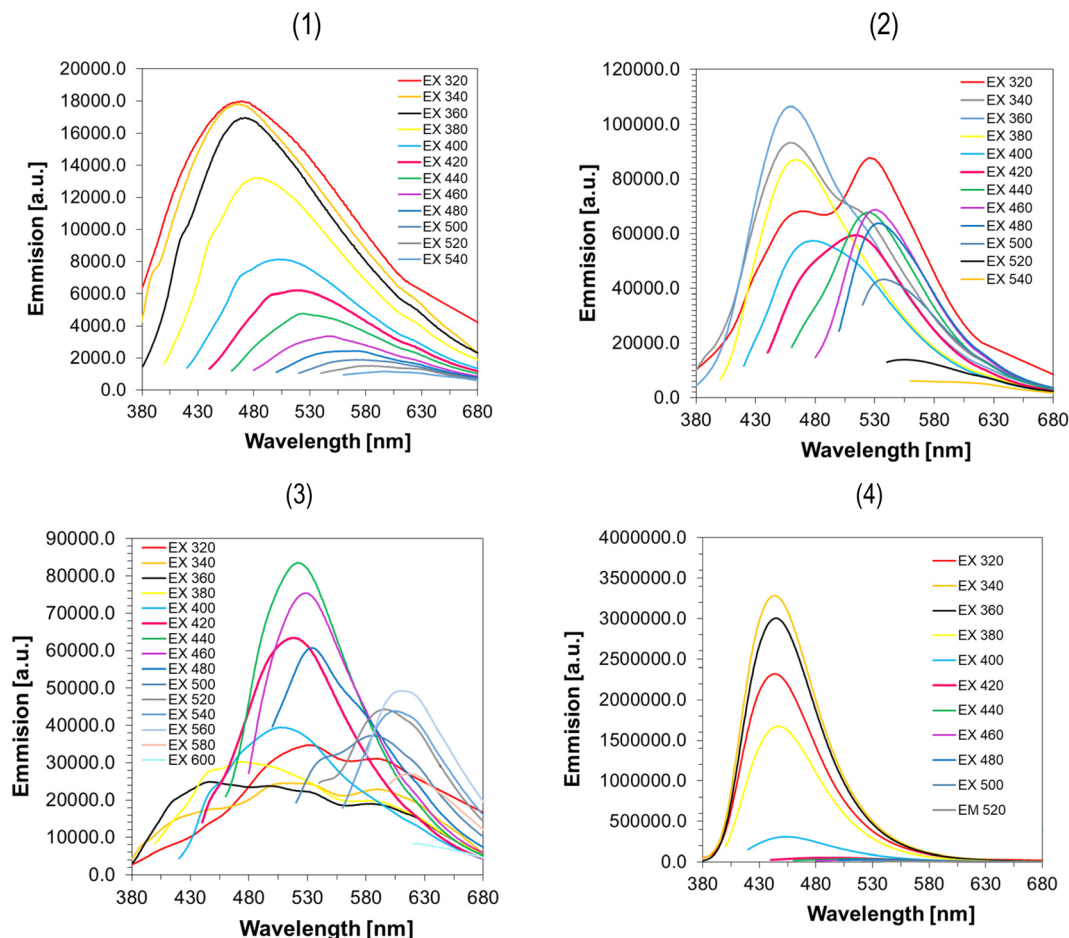 (1)
Emmision [a.u.]
20000.0
18000.0
16000.0
14000.0
12000.0
10000.0
8000.0
6000.0
4000.0
2000.0
0.0
380 430 480 530 580 630 680
Wavelength [nm]
EX 320
EX 340
EX 360
EX 380
EX 400
EX 420
EX 440
EX 460
EX 480
EX 500
EX 520
EX 540
(2)
Emmision [a.u.]
120000.0
100000.0
80000.0
60000.0
40000.0
20000.0
0.0
380 430 480 530 580 630 680
Wavelength [nm]
EX 320
EX 340
EX 360
EX 380
EX 400
EX 420
EX 440
EX 460
EX 480
EX 500
EX 520
EX 540
(3)
Emmision [a.u.]
90000.0
80000.0
70000.0
60000.0
50000.0
40000.0
30000.0
20000.0
10000.0
0.0
380 430 480 530 580 630 680
Wavelength [nm]
EX 320
EX 340
EX 360
EX 380
EX 400
EX 420
EX 440
EX 460
EX 480
EX 500
EX 520
EX 540
EX 560
EX 580
EX 600
(4)
Emmision [a.u.]
4000000.0
3500000.0
3000000.0
2500000.0
2000000.0
1500000.0
1000000.0
500000.0
0.0
380 430 480 530 580 630 680
Wavelength [nm]
EX 320
EX 340
EX 360
EX 380
EX 400
EX 420
EX 440
EX 460
EX 480
EX 500
EM 520